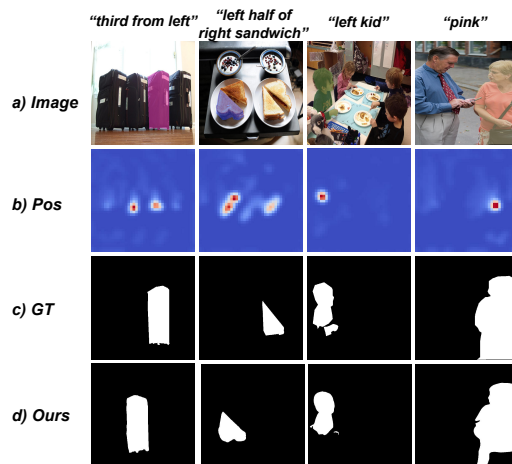 “third from left”
“left half of
right sandwich”
“left kid”
“pink”
a) Image
b) Pos
c) GT
d) Ours